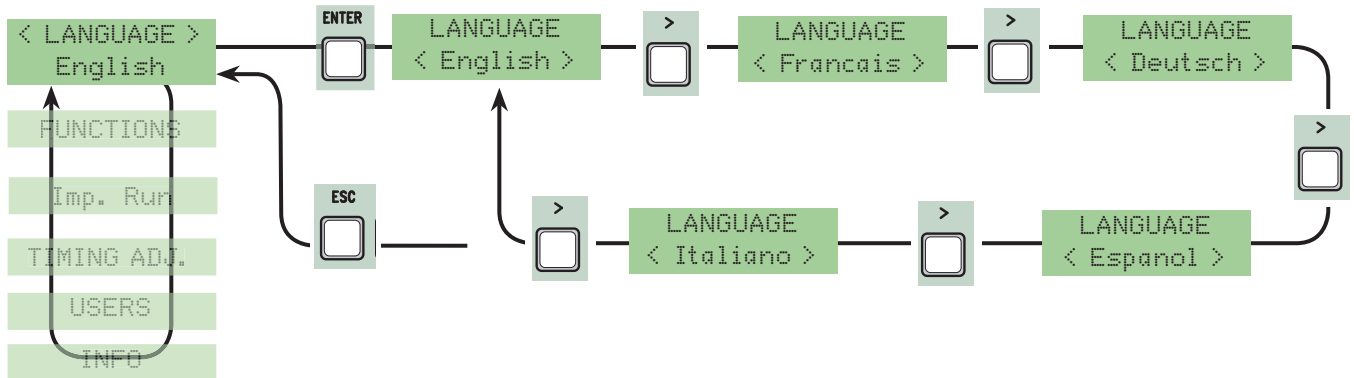 < LANGUAGE >
English
ENTER
LANGUAGE
< English >
>
LANGUAGE
< Francais >
>
LANGUAGE
< Deutsch >
>
FUNCTIONS
Imp. Run
TIMING ADJ.
USERS
INFO
ESC
>
LANGUAGE
< Italiano >
>
LANGUAGE
< Espanol >